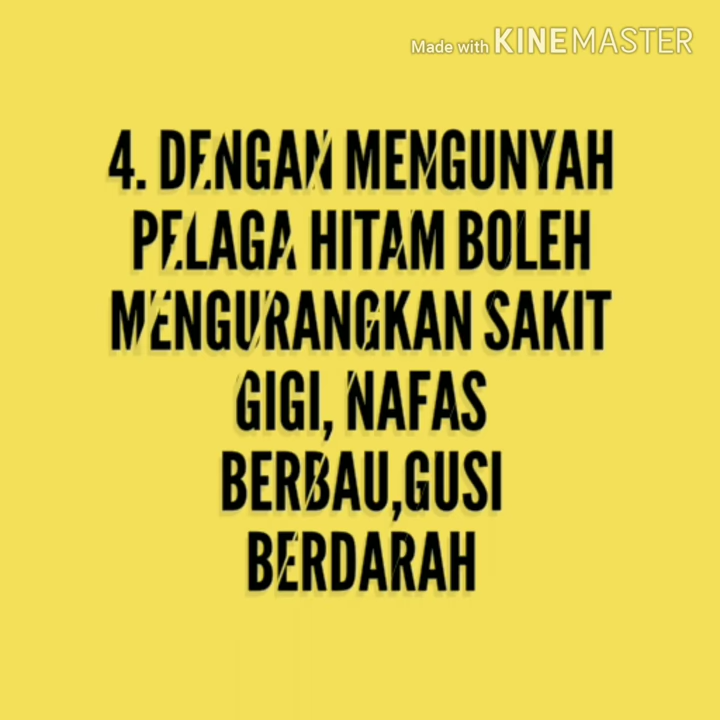 Made with KINEMASTER
4. DENGAN MENGUNYAH
PELAGA HITAM BOLEH
MENGURANGKAN SAKIT
GIGI, NAFAS
BERBAU,GUSI
BERDARAH